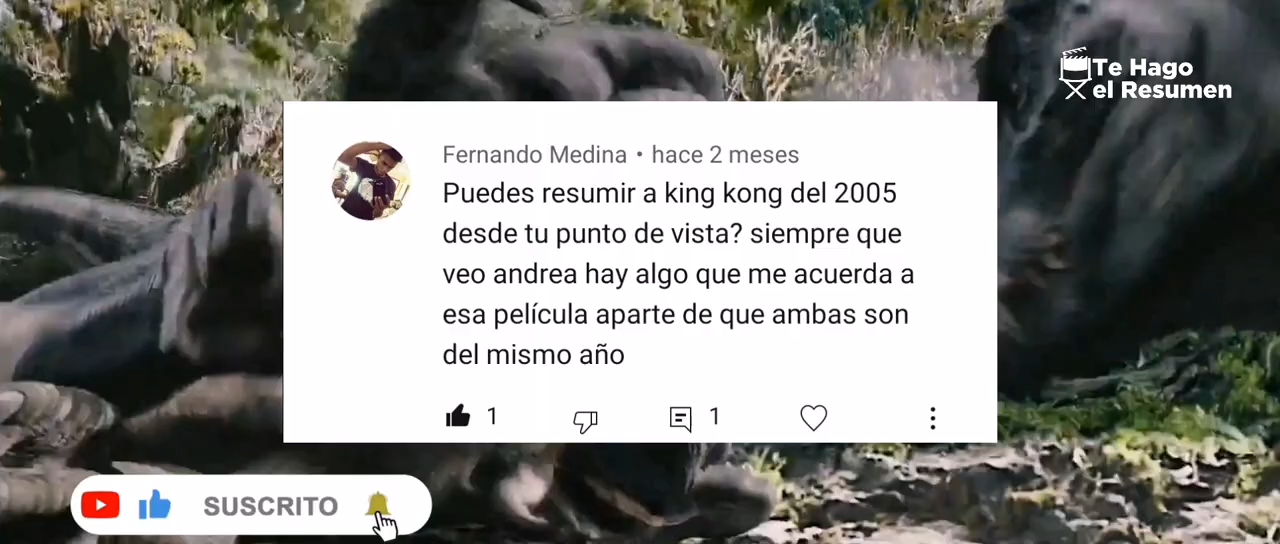 Te Hago
el Resumen
Fernando Medina • hace 2 meses
Puedes resumir a king kong del 2005
desde tu punto de vista? siempre que
veo andrea hay algo que me acuerda a
esa película aparte de que ambas son
del mismo año
1
1
SUSCRITO